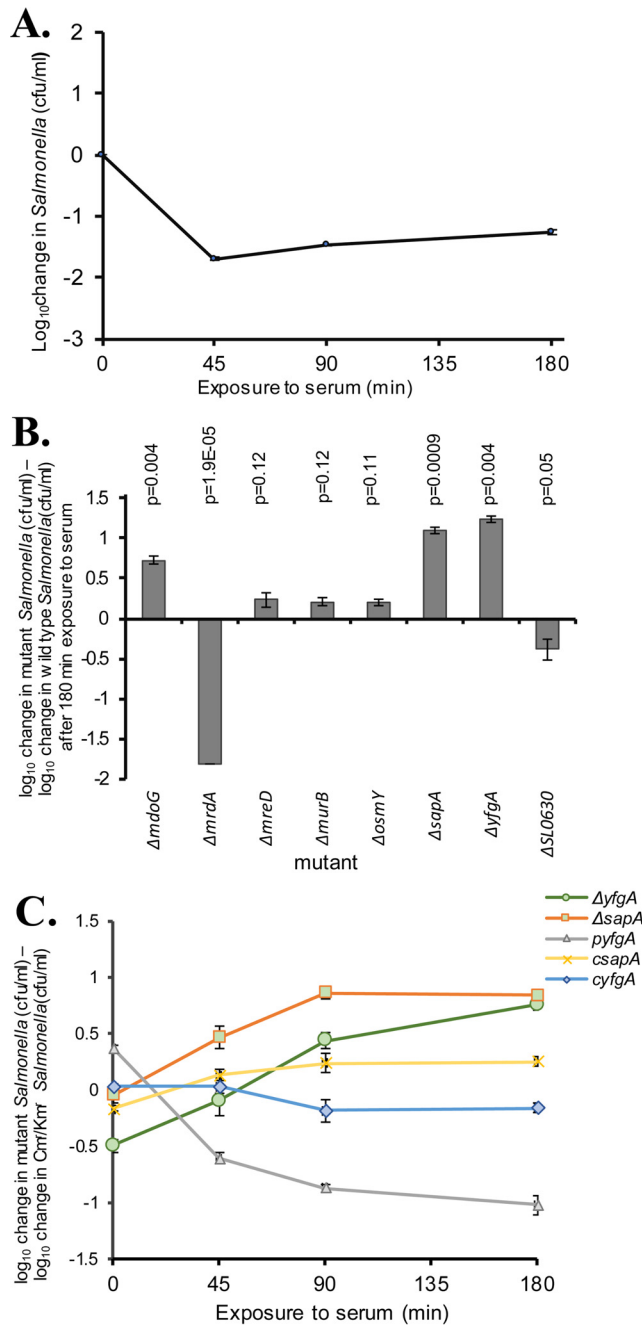 A.
Log₁₀change in Salmonella (cfu/ml)
2
1
0
-1
-2
-3
0 45 90 135 180
Exposure to serum (min)
B.
log₁₀ change in mutant Salmonella (cfu/ml) –
log₁₀ change in wild type Salmonella(cfu/ml)
after 180 min exposure to serum
p=0.004
p=1.9E-05
p=0.12
p=0.12
p=0.11
p=0.0009
p=0.004
p=0.05
1.5
1
0.5
0
-0.5
-1
-1.5
-2
ΔmdoG
ΔmrdA
ΔmreD
ΔmurB
ΔosmY
ΔsapA
ΔyfgA
ΔSL0630
mutant
C.
log₁₀ change in mutant Salmonella (cfu/ml) –
log₁₀ change in Cmʳ/Kmʳ Salmonella(cfu/ml)
ΔyfgA
ΔsapA
pyfgA
csapA
cyfgA
1.5
1
0.5
0
-0.5
-1
-1.5
0 45 90 135 180
Exposure to serum (min)